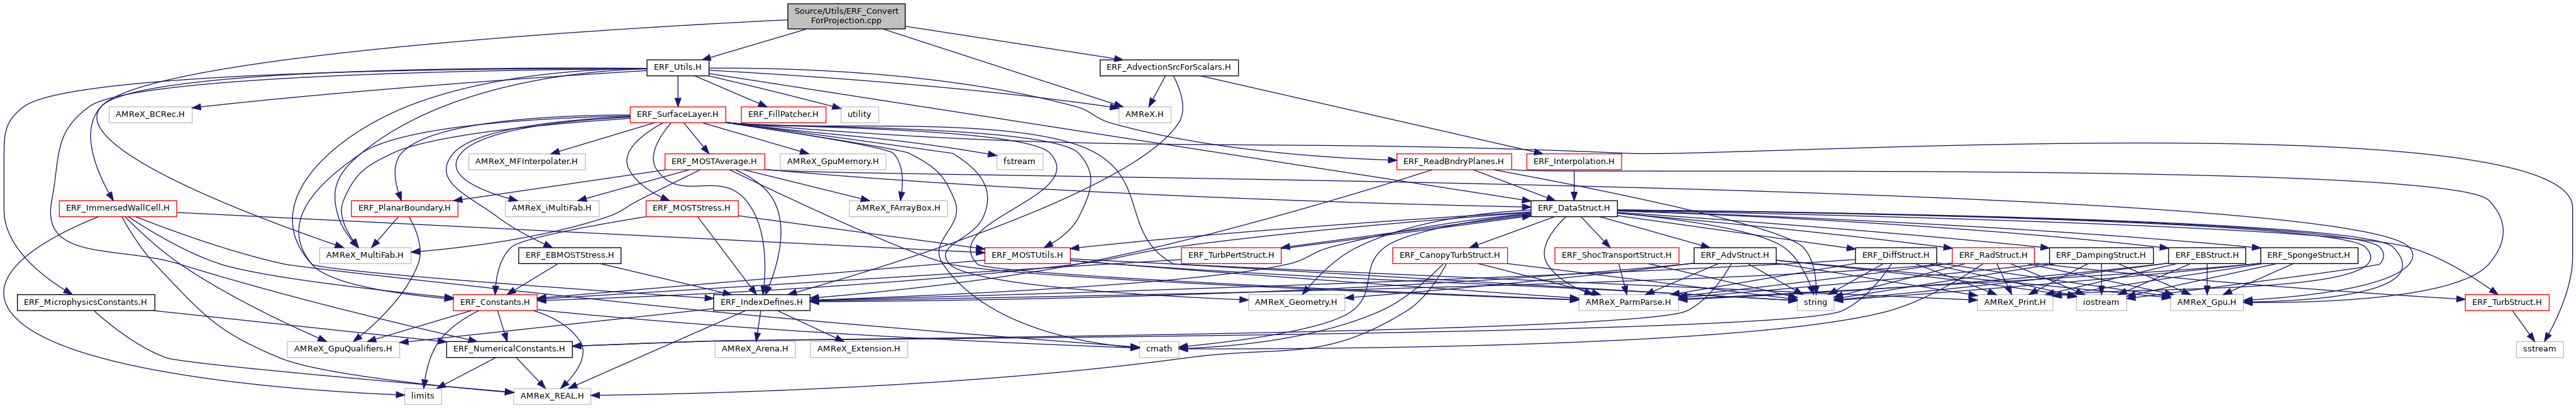 Source/Utils/ERF_Convert
ForProjection.cpp
ERF_Utils.H
ERF_AdvectionSrcForScalars.H
AMReX_BCRec.H
ERF_SurfaceLayer.H
ERF_FillPatcher.H
utility
AMReX.H
AMReX_MFInterpolater.H
ERF_MOSTAverage.H
AMReX_GpuMemory.H
fstream
ERF_ReadBndryPlanes.H
ERF_Interpolation.H
ERF_ImmersedWallCell.H
ERF_PlanarBoundary.H
AMReX_iMultiFab.H
ERF_MOSTStress.H
AMReX_FArrayBox.H
ERF_DataStruct.H
AMReX_MultiFab.H
ERF_EBMOSTStress.H
ERF_MOSTUtils.H
ERF_TurbPertStruct.H
ERF_CanopyTurbStruct.H
ERF_ShocTransportStruct.H
ERF_AdvStruct.H
ERF_DiffStruct.H
ERF_RadStruct.H
ERF_DampingStruct.H
ERF_EBStruct.H
ERF_SpongeStruct.H
ERF_MicrophysicsConstants.H
ERF_Constants.H
ERF_IndexDefines.H
AMReX_Geometry.H
AMReX_ParmParse.H
string
AMReX_Print.H
iostream
AMReX_Gpu.H
ERF_TurbStruct.H
AMReX_GpuQualifiers.H
ERF_NumericalConstants.H
AMReX_Arena.H
AMReX_Extension.H
cmath
sstream
limits
AMReX_REAL.H